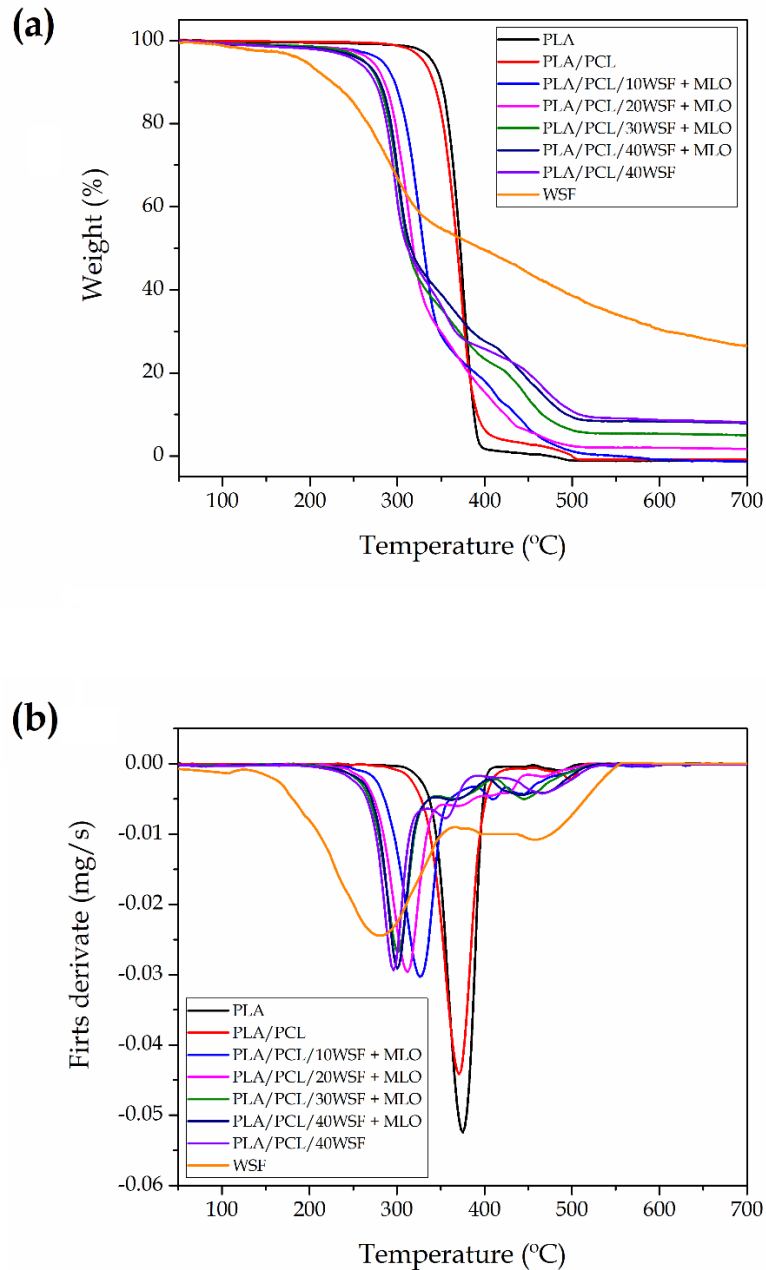 (a)
100
80
60
40
20
0
Weight (%)
PLA
PLA/PCL
PLA/PCL/10WSF + MLO
PLA/PCL/20WSF + MLO
PLA/PCL/30WSF + MLO
PLA/PCL/40WSF + MLO
PLA/PCL/40WSF
WSF
100 200 300 400 500 600 700
Temperature (ºC)
(b)
0.00
-0.01
-0.02
-0.03
-0.04
-0.05
-0.06
Firts derivate (mg/s)
PLA
PLA/PCL
PLA/PCL/10WSF + MLO
PLA/PCL/20WSF + MLO
PLA/PCL/30WSF + MLO
PLA/PCL/40WSF + MLO
PLA/PCL/40WSF
WSF
100 200 300 400 500 600 700
Temperature (ºC)